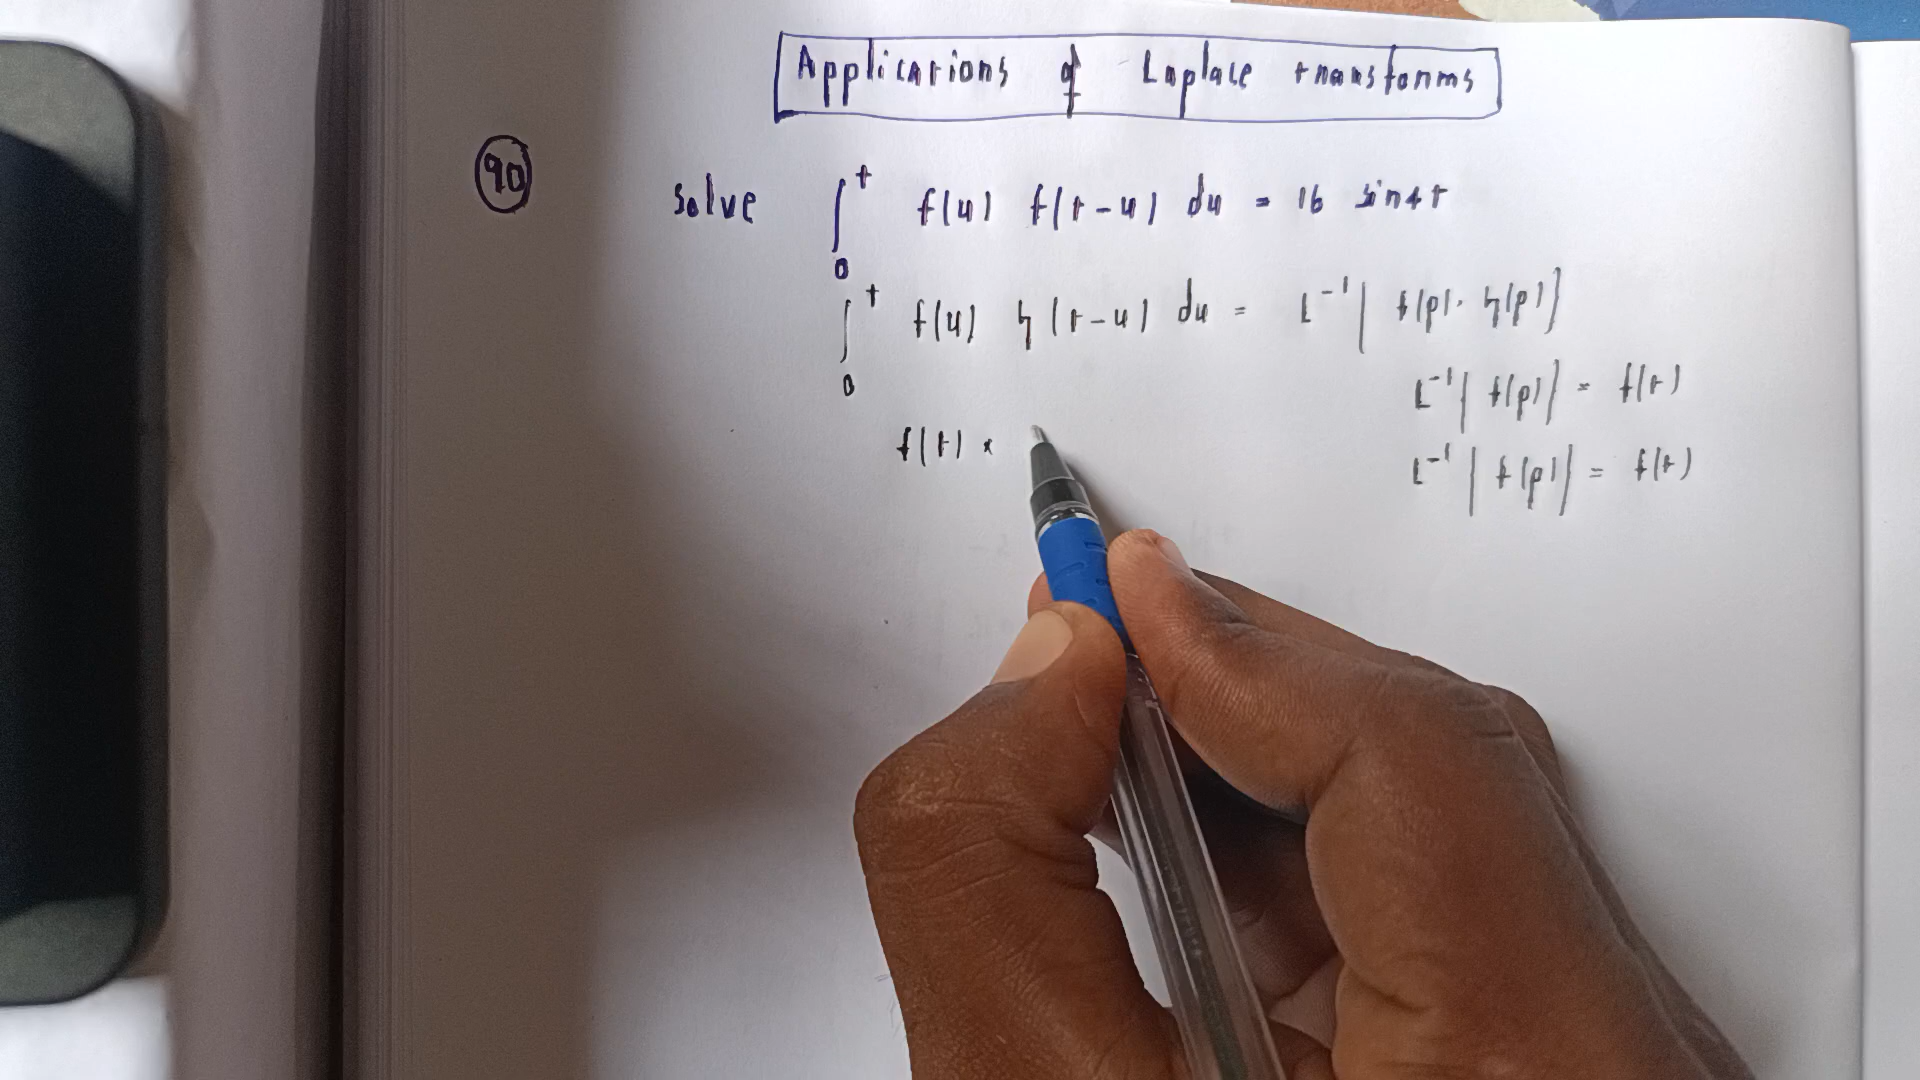 Applications of Laplace transforms
90 Solve ∫₀ᵗ f(u) f(t-u) du = 16 sin4t
∫₀ᵗ f(u) g(t-u) du = L⁻¹{f(p)· g(p)}
L⁻¹{f(p)} = f(t)
f(t) *
L⁻¹{f(p)} = f(t)